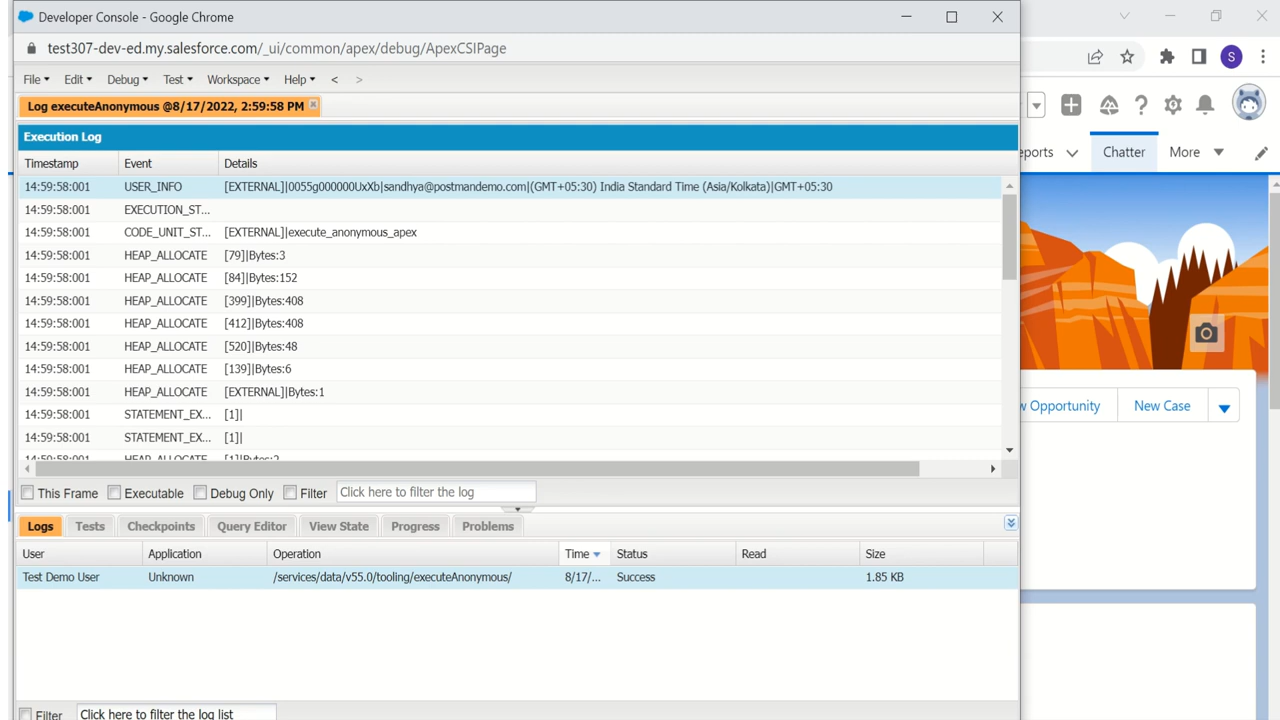 Developer Console - Google Chrome
test307-dev-ed.my.salesforce.com/_ui/common/apex/debug/ApexCSIPage
S
File Edit Debug Test Workspace Help < >
Log executeAnonymous @8/17/2022, 2:59:58 PM
eports Chatter More
Execution Log
Timestamp Event Details
14:59:58:001 USER_INFO [EXTERNAL]|0055g000000UxXb|sandhya@postmandemo.com|(GMT+05:30) India Standard Time (Asia/Kolkata)|GMT+05:30
14:59:58:001 EXECUTION_ST...
14:59:58:001 CODE_UNIT_ST... [EXTERNAL]|execute_anonymous_apex
14:59:58:001 HEAP_ALLOCATE [79]|Bytes:3
14:59:58:001 HEAP_ALLOCATE [84]|Bytes:152
14:59:58:001 HEAP_ALLOCATE [399]|Bytes:408
14:59:58:001 HEAP_ALLOCATE [412]|Bytes:408
14:59:58:001 HEAP_ALLOCATE [520]|Bytes:48
14:59:58:001 HEAP_ALLOCATE [139]|Bytes:6
14:59:58:001 HEAP_ALLOCATE [EXTERNAL]|Bytes:1
14:59:58:001 STATEMENT_EX... [1]|
14:59:58:001 STATEMENT_EX... [1]|
14:59:58:001 HEAP_ALLOCATE [1]|Bytes:2
w Opportunity New Case
This Frame Executable Debug Only Filter Click here to filter the log
Logs Tests Checkpoints Query Editor View State Progress Problems
User Application Operation Time Status Read Size
Test Demo User Unknown /services/data/v55.0/tooling/executeAnonymous/ 8/17/... Success 1.85 KB
Filter Click here to filter the log list